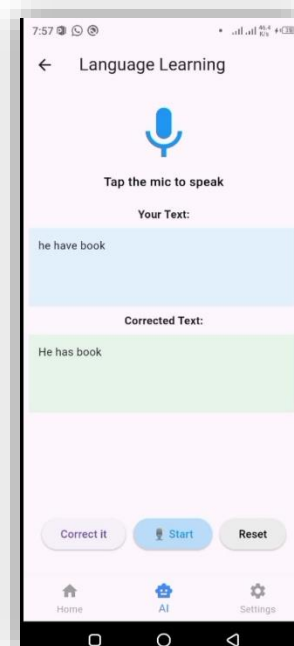 7:57
← Language Learning
Tap the mic to speak
Your Text:
he have book
Corrected Text:
He has book
Correct it Start Reset
Home AI Settings